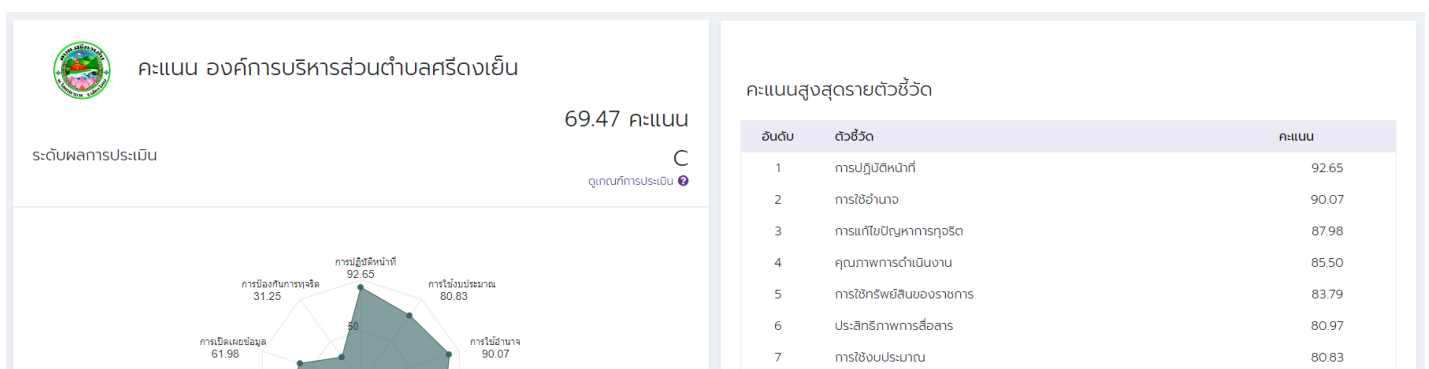 คะแนน องค์การบริหารส่วนตำบลศรีดงเย็น
69.47 คะแนน
ระดับผลการประเมิน
C
ดูเกณฑ์การประเมิน
การปฏิบัติหน้าที่
92.65
การป้องกันการทุจริต
31.25
การใช้งบประมาณ
80.83
50
การเปิดเผยข้อมูล
61.98
การใช้อำนาจ
90.07
คะแนนสูงสุดรายตัวชี้วัด
อันดับ ตัวชี้วัด คะแนน
1 การปฏิบัติหน้าที่ 92.65
2 การใช้อำนาจ 90.07
3 การแก้ไขปัญหาการทุจริต 87.98
4 คุณภาพการดำเนินงาน 85.50
5 การใช้ทรัพย์สินของราชการ 83.79
6 ประสิทธิภาพการสื่อสาร 80.97
7 การใช้งบประมาณ 80.83